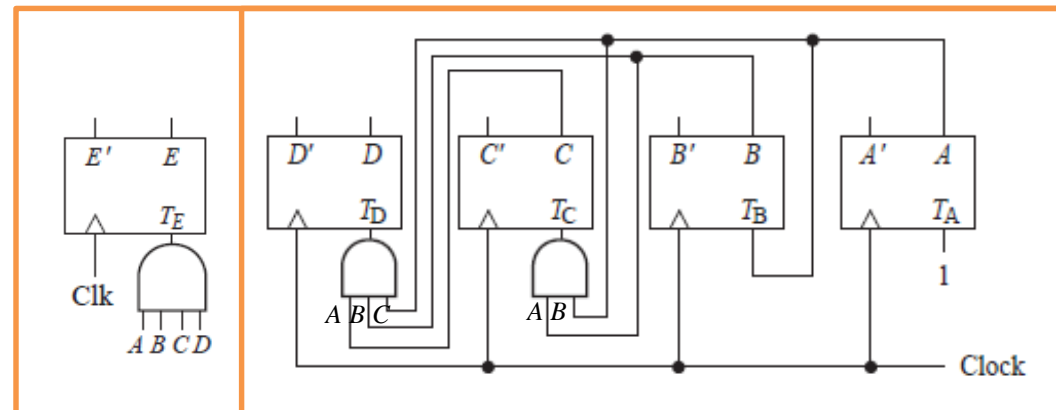 E' E D' D C' C B' B A' A
T_E T_D T_C T_B T_A
Clk
1
A B C A B
A B C D
Clock